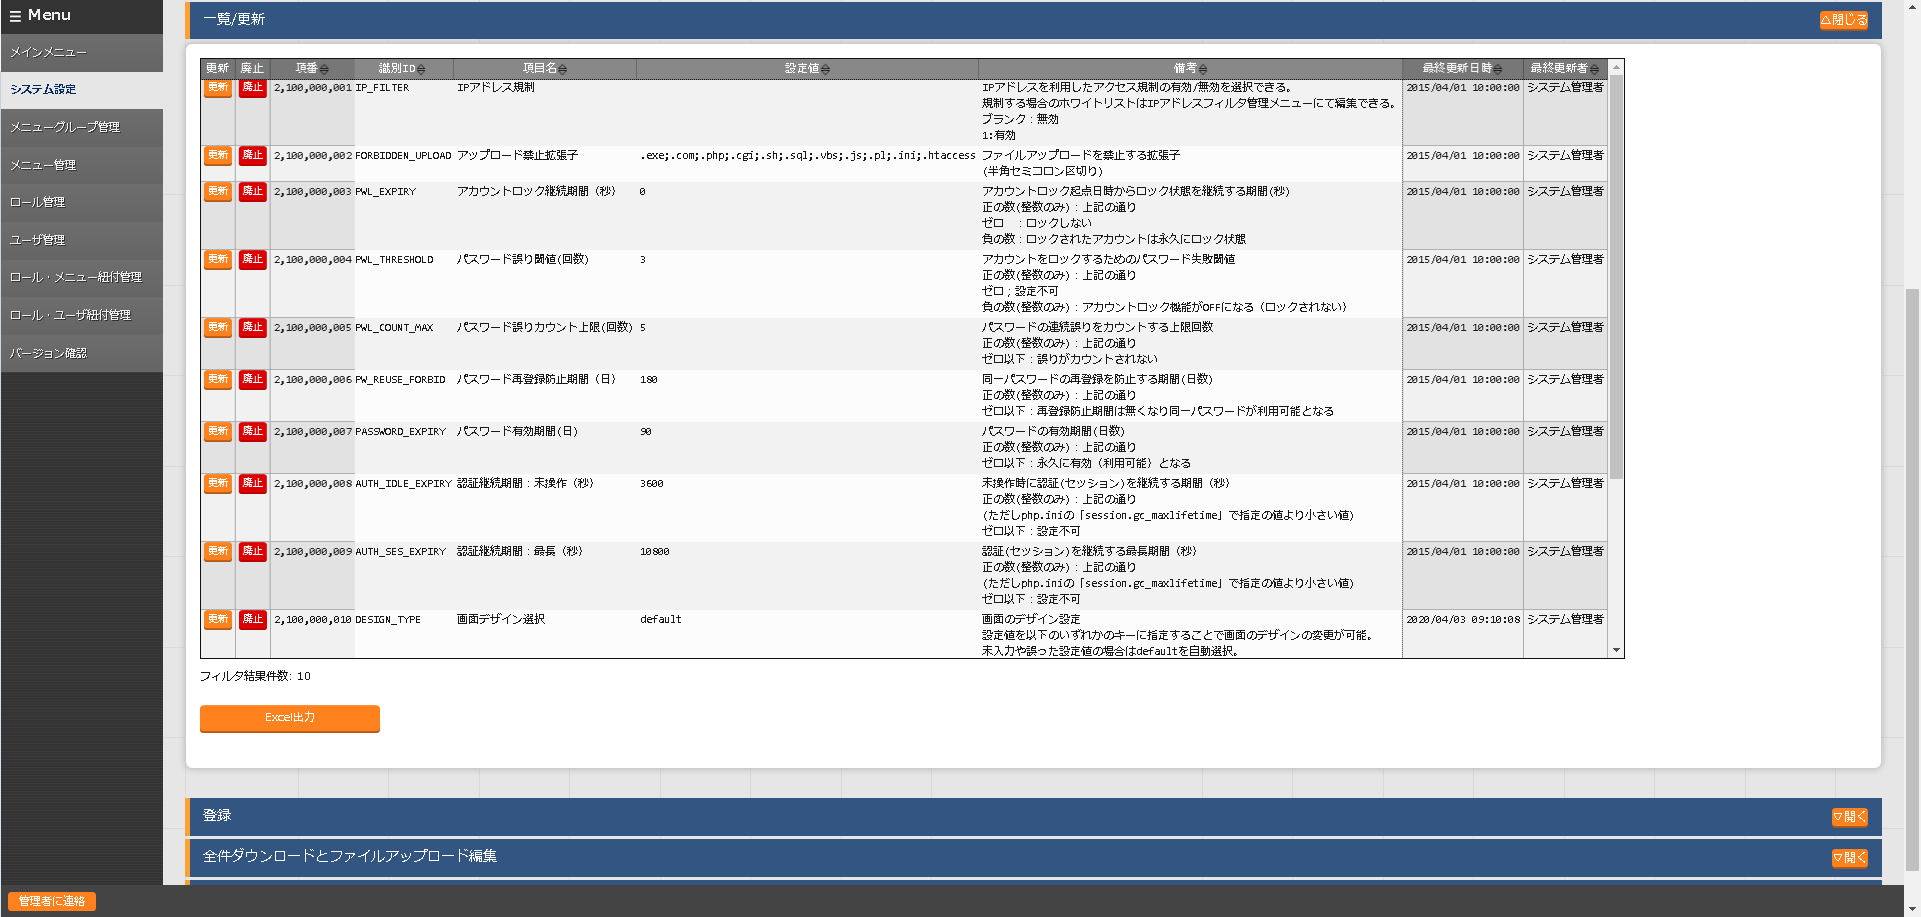 Menu
メインメニュー
システム設定
メニューグループ管理
メニュー管理
ロール管理
ユーザ管理
ロール・メニュー紐付管理
ロール・ユーザ紐付管理
バージョン確認
一覧/更新
△閉じる
更新 廃止 項番 識別ID 項目名 設定値 備考 最終更新日時 最終更新者
更新 廃止 2,100,000,001 IP_FILTER IPアドレス規制 IPアドレスを利用したアクセス規制の有効/無効を選択できる。 2015/04/01 10:00:00 システム管理者
規制する場合のホワイトリストはIPアドレスフィルタ管理メニューにて編集できる。
ブランク：無効
1:有効
更新 廃止 2,100,000,002 FORBIDDEN_UPLOAD アップロード禁止拡張子 .exe;.com;.php;.cgi;.sh;.sql;.vbs;.js;.pl;.ini;.htaccess ファイルアップロードを禁止する拡張子 2015/04/01 10:00:00 システム管理者
(半角セミコロン区切り)
更新 廃止 2,100,000,003 PWL_EXPIRY アカウントロック継続期間（秒） 0 アカウントロック起点日時からロック状態を継続する期間(秒) 2015/04/01 10:00:00 システム管理者
正の数(整数のみ)：上記の通り
ゼロ　：ロックしない
負の数：ロックされたアカウントは永久にロック状態
更新 廃止 2,100,000,004 PWL_THRESHOLD パスワード誤り閾値(回数) 3 アカウントをロックするためのパスワード失敗閾値 2015/04/01 10:00:00 システム管理者
正の数(整数のみ)：上記の通り
ゼロ；設定不可
負の数(整数のみ)：アカウントロック機能がOFFになる（ロックされない）
更新 廃止 2,100,000,005 PWL_COUNT_MAX パスワード誤りカウント上限(回数) 5 パスワードの連続誤りをカウントする上限回数 2015/04/01 10:00:00 システム管理者
正の数(整数のみ)：上記の通り
ゼロ以下：誤りがカウントされない
更新 廃止 2,100,000,006 PW_REUSE_FORBID パスワード再登録防止期間（日） 180 同一パスワードの再登録を防止する期間(日数) 2015/04/01 10:00:00 システム管理者
正の数(整数のみ)：上記の通り
ゼロ以下：再登録防止期間は無くなり同一パスワードが利用可能となる
更新 廃止 2,100,000,007 PASSWORD_EXPIRY パスワード有効期間(日) 90 パスワードの有効期間(日数) 2015/04/01 10:00:00 システム管理者
正の数(整数のみ)：上記の通り
ゼロ以下：永久に有効（利用可能）となる
更新 廃止 2,100,000,008 AUTH_IDLE_EXPIRY 認証継続期間：未操作（秒） 3600 未操作時に認証(セッション)を継続する期間（秒） 2015/04/01 10:00:00 システム管理者
正の数(整数のみ)：上記の通り
(ただしphp.iniの「session.gc_maxlifetime」で指定の値より小さい値)
ゼロ以下：設定不可
更新 廃止 2,100,000,009 AUTH_SES_EXPIRY 認証継続期間：最長（秒） 10800 認証(セッション)を継続する最長期間（秒） 2015/04/01 10:00:00 システム管理者
正の数(整数のみ)：上記の通り
(ただしphp.iniの「session.gc_maxlifetime」で指定の値より小さい値)
ゼロ以下：設定不可
更新 廃止 2,100,000,010 DESIGN_TYPE 画面デザイン選択 default 画面のデザイン設定 2020/04/03 09:10:08 システム管理者
設定値を以下のいずれかのキーに指定することで画面のデザインの変更が可能。
未入力や誤った設定値の場合はdefaultを自動選択。
フィルタ結果件数: 10
Excel出力
登録
▽開く
全件ダウンロードとファイルアップロード編集
▽開く
管理者に連絡